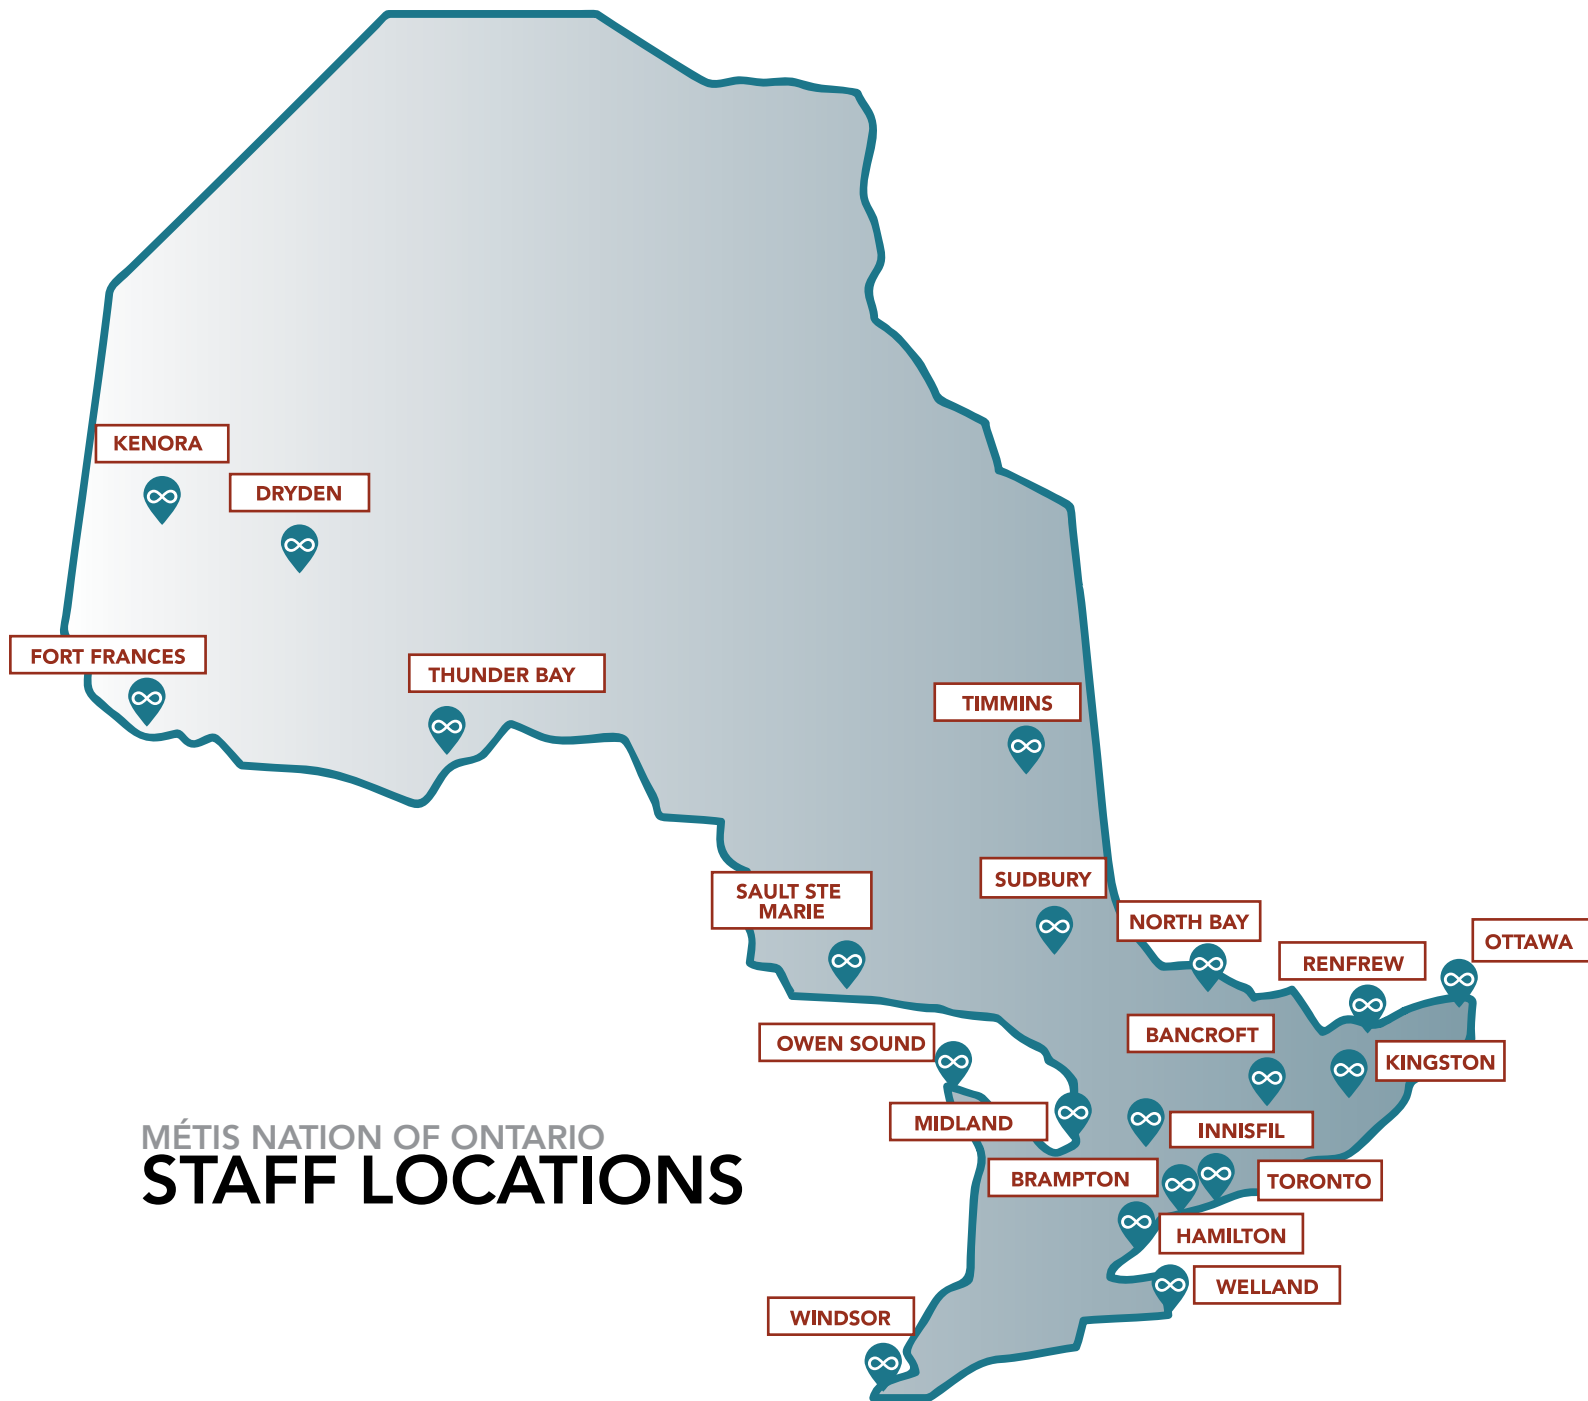 KENORA
DRYDEN
FORT FRANCES
THUNDER BAY
TIMMINS
SUDBURY
SAULT STE
MARIE
NORTH BAY
OTTAWA
RENFREW
BANCROFT
OWEN SOUND
KINGSTON
MIDLAND
INNISFIL
MÉTIS NATION OF ONTARIO
STAFF LOCATIONS
BRAMPTON
TORONTO
HAMILTON
WELLAND
WINDSOR